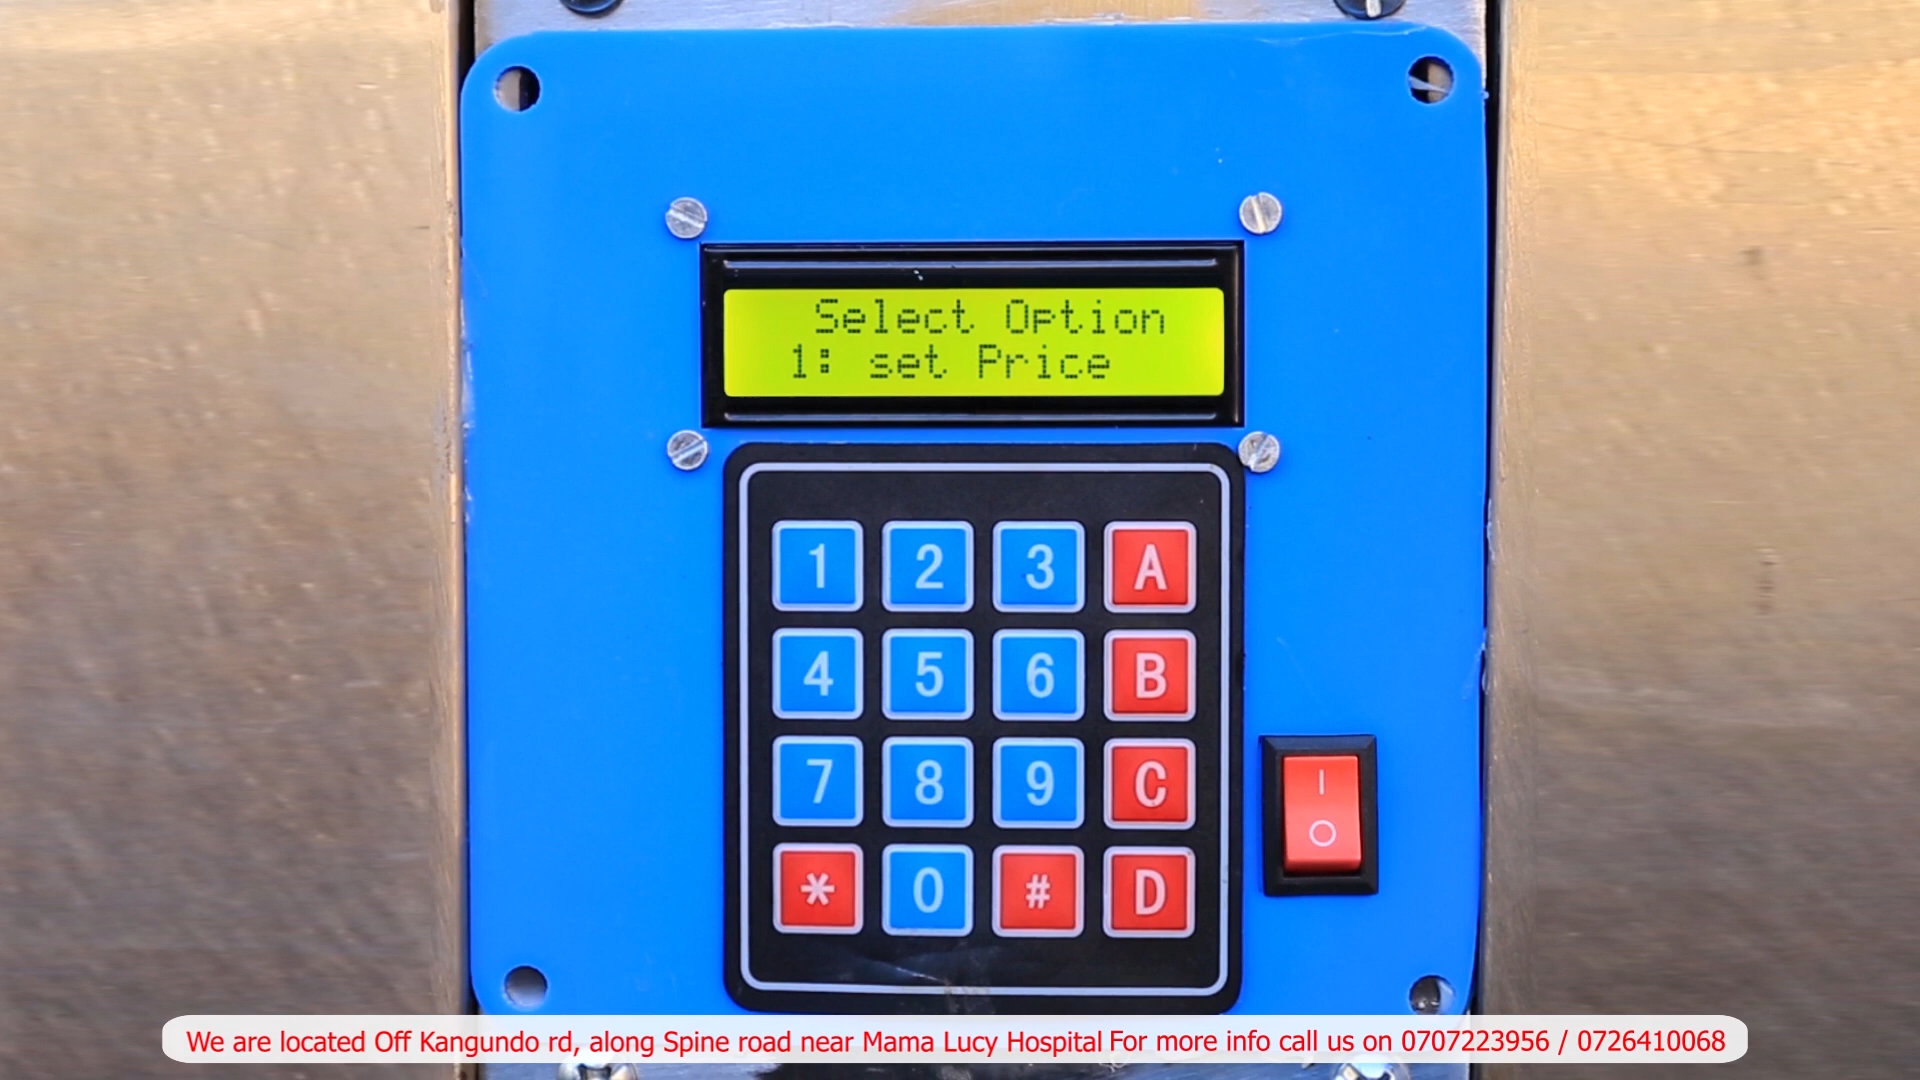 Select Option
1: set Price
1 2 3 A
4 5 6 B
7 8 9 C
* 0 # D
I
O
We are located Off Kangundo rd, along Spine road near Mama Lucy Hospital For more info call us on 0707223956 / 0726410068